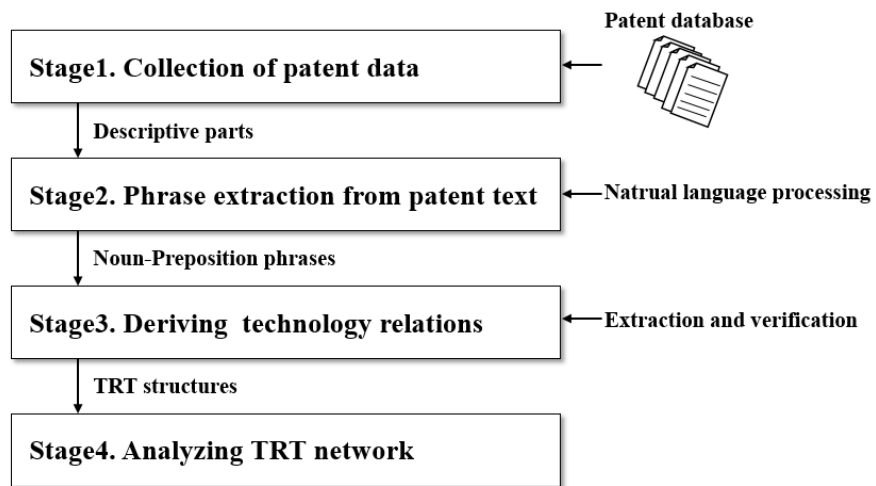 Patent database
Stage1. Collection of patent data
Descriptive parts
Stage2. Phrase extraction from patent text
Natrual language processing
Noun-Preposition phrases
Stage3. Deriving technology relations
Extraction and verification
TRT structures
Stage4. Analyzing TRT network